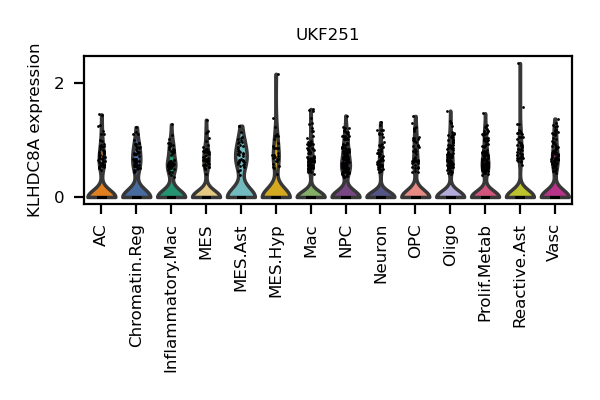 UKF251
KLHDC8A expression
2
0
AC
Chromatin.Reg
Inflammatory.Mac
MES
MES.Ast
MES.Hyp
Mac
NPC
Neuron
OPC
Oligo
Prolif.Metab
Reactive.Ast
Vasc